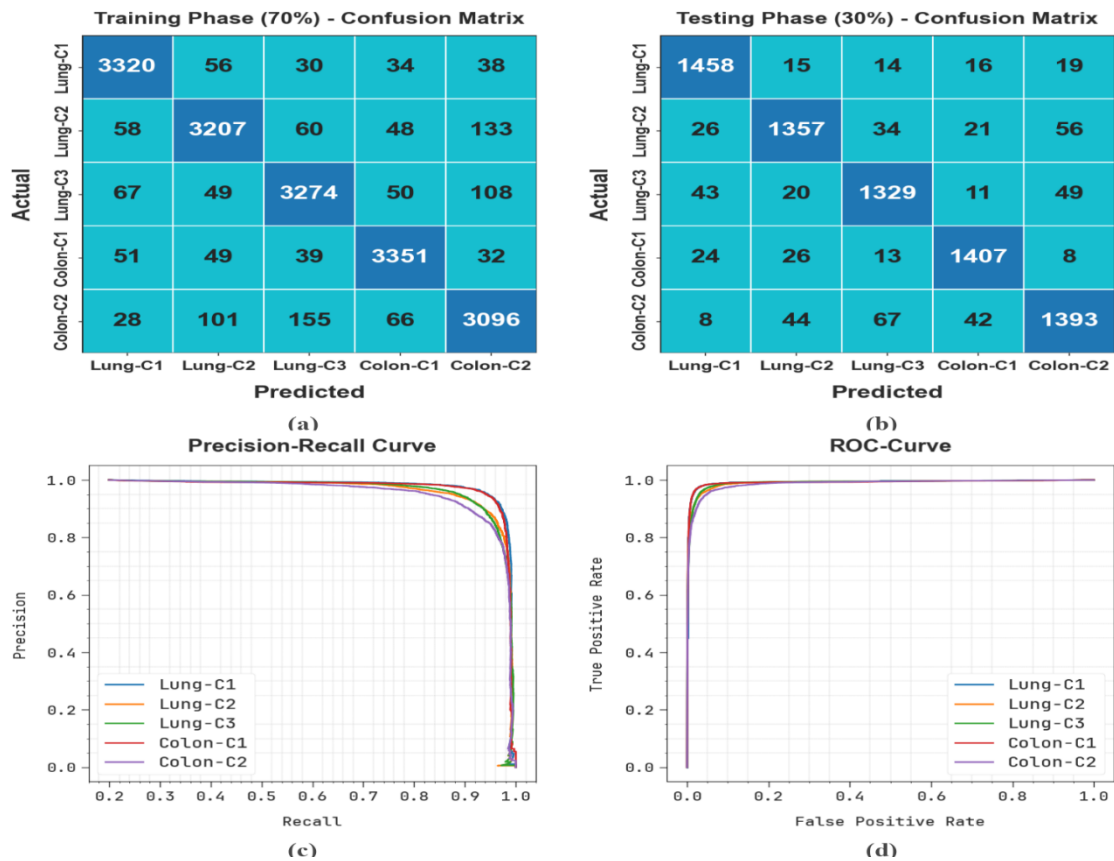 Training Phase (70%) - Confusion Matrix
Actual
Lung-C1 3320 56 30 34 38
Lung-C2 58 3207 60 48 133
Lung-C3 67 49 3274 50 108
Colon-C1 51 49 39 3351 32
Colon-C2 28 101 155 66 3096
Lung-C1 Lung-C2 Lung-C3 Colon-C1 Colon-C2
Predicted
(a)
Testing Phase (30%) - Confusion Matrix
Actual
Lung-C1 1458 15 14 16 19
Lung-C2 26 1357 34 21 56
Lung-C3 43 20 1329 11 49
Colon-C1 24 26 13 1407 8
Colon-C2 8 44 67 42 1393
Lung-C1 Lung-C2 Lung-C3 Colon-C1 Colon-C2
Predicted
(b)
Precision-Recall Curve
Precision
1.0
0.8
0.6
0.4
0.2
0.0
Lung-C1
Lung-C2
Lung-C3
Colon-C1
Colon-C2
0.2 0.3 0.4 0.5 0.6 0.7 0.8 0.9 1.0
Recall
(c)
ROC-Curve
True Positive Rate
1.0
0.8
0.6
0.4
0.2
0.0
Lung-C1
Lung-C2
Lung-C3
Colon-C1
Colon-C2
0.0 0.2 0.4 0.6 0.8 1.0
False Positive Rate
(d)